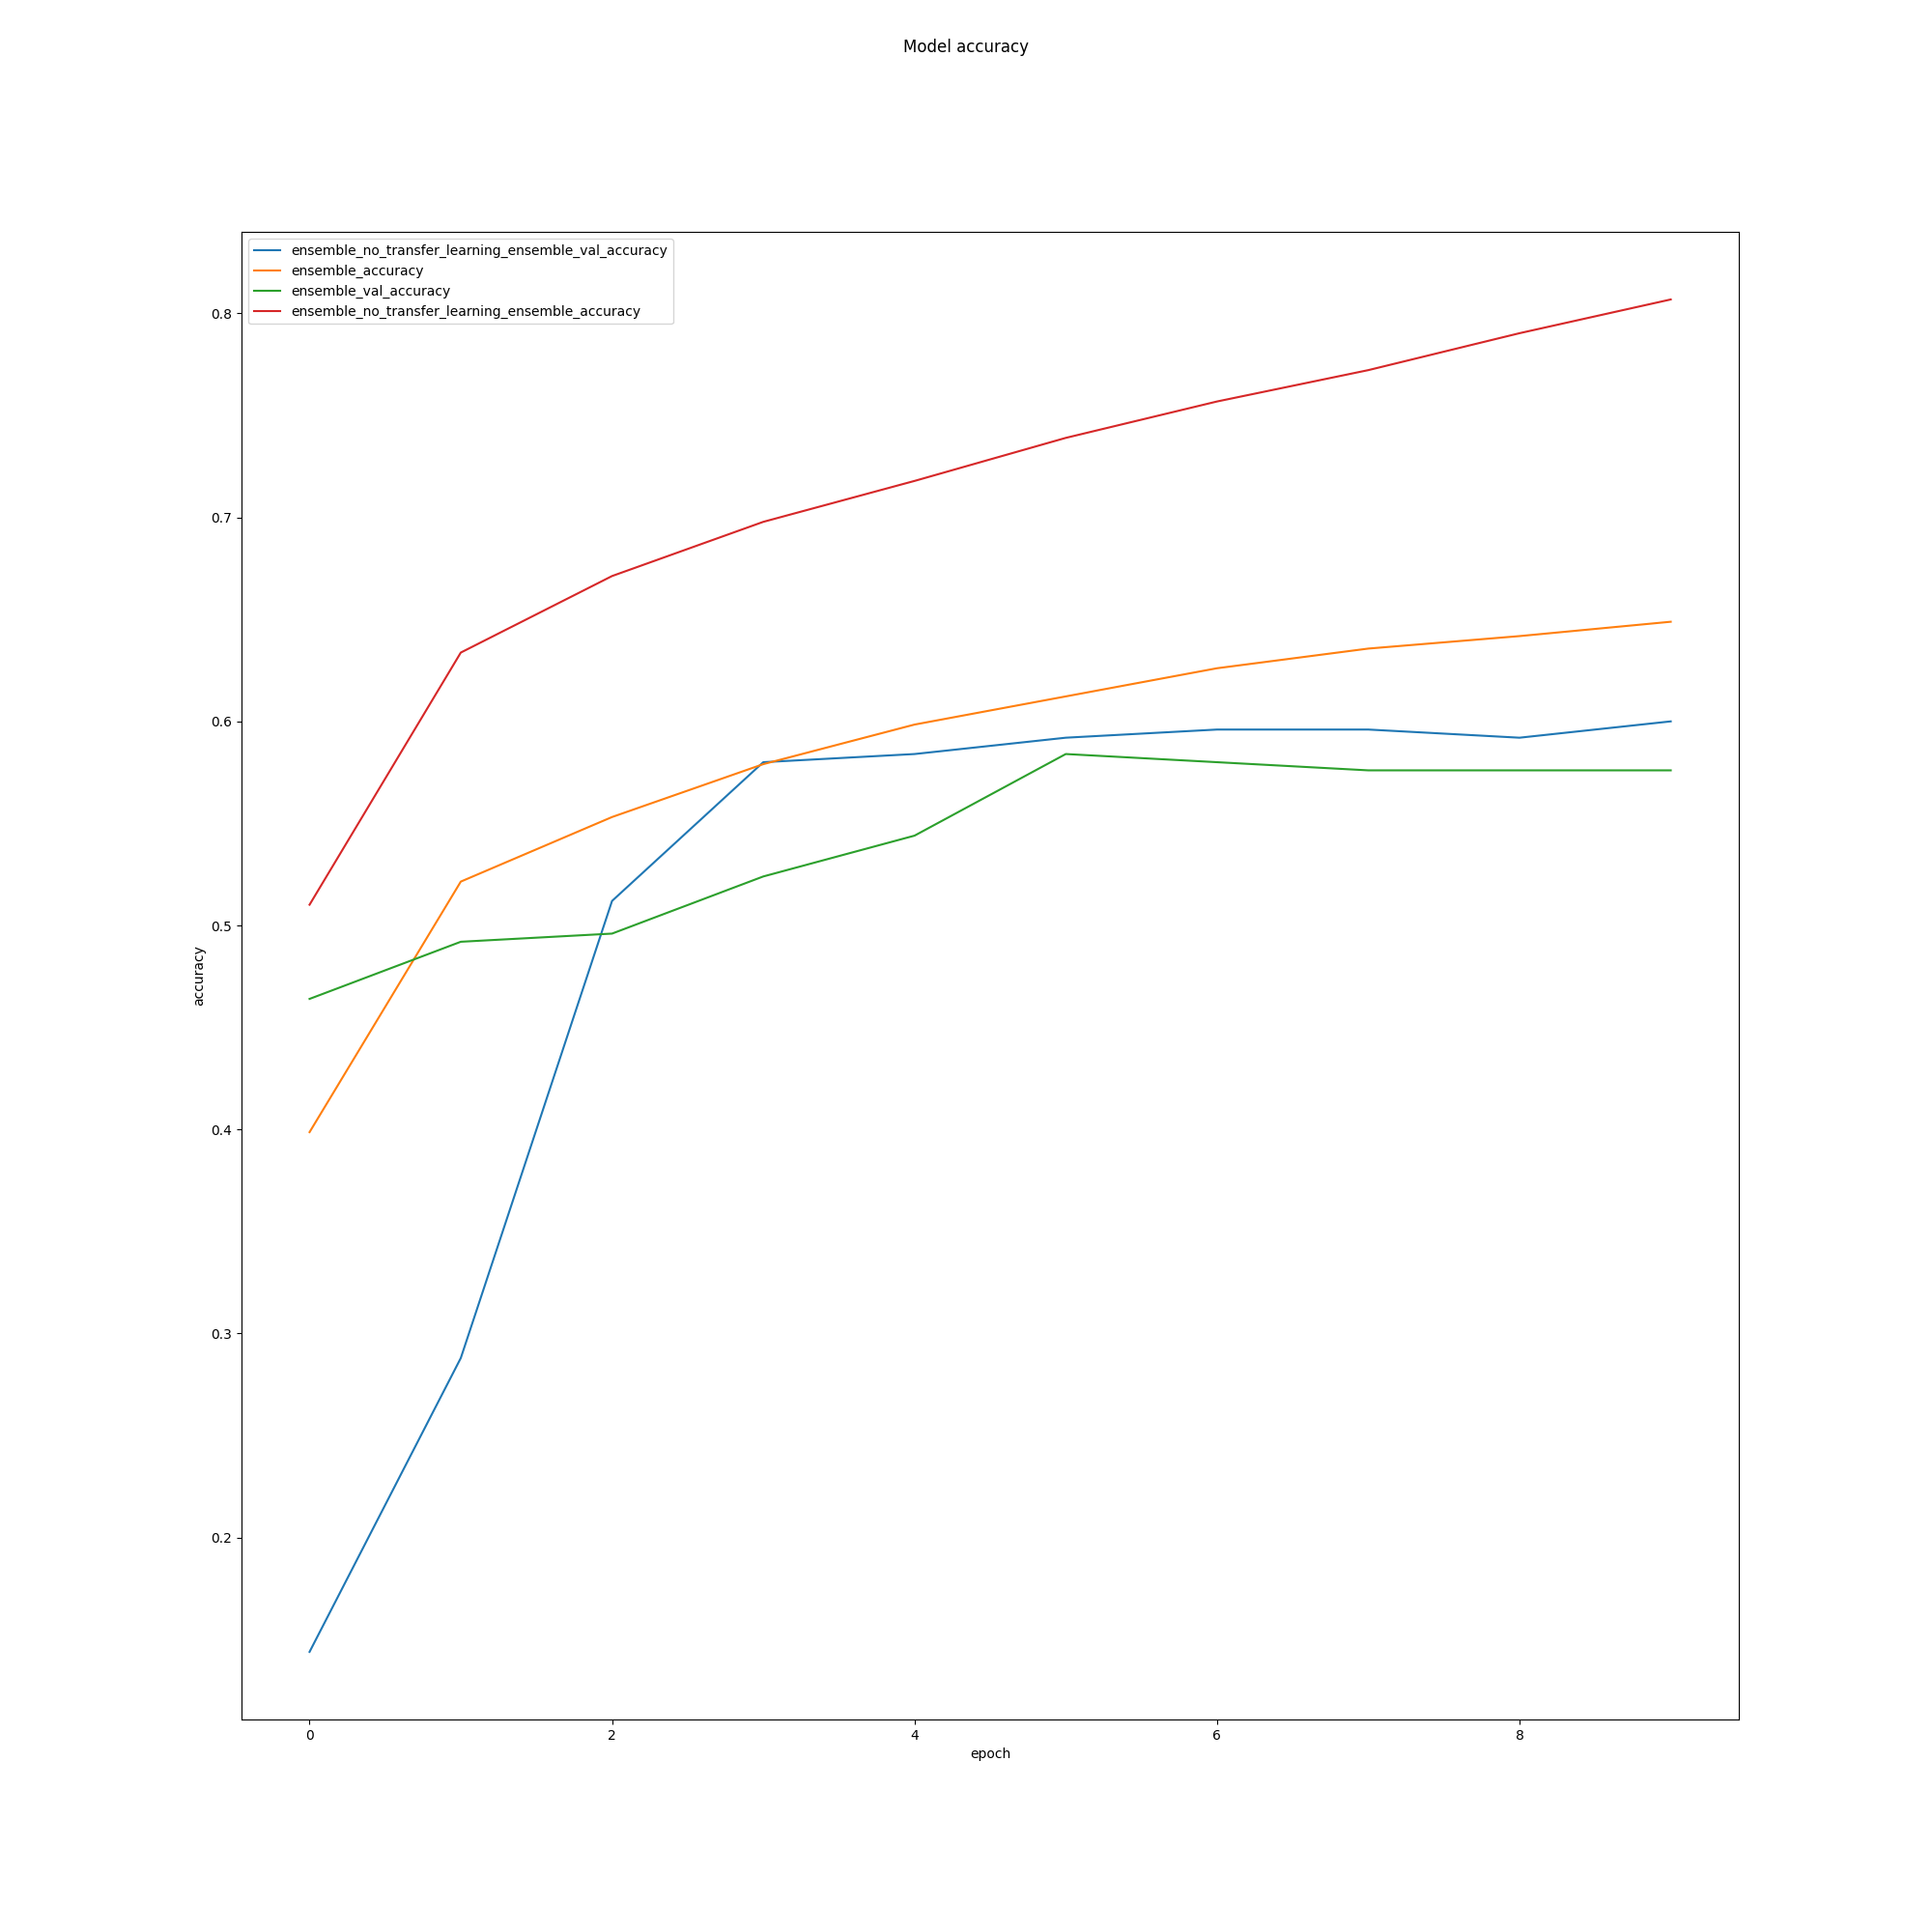 Model accuracy
ensemble_no_transfer_learning_ensemble_val_accuracy
ensemble_accuracy
ensemble_val_accuracy
ensemble_no_transfer_learning_ensemble_accuracy
0.8
0.7
0.6
0.5
0.4
0.3
0.2
accuracy
0 2 4 6 8
epoch